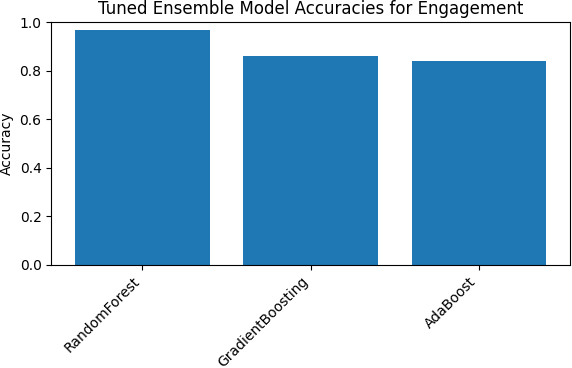 Tuned Ensemble Model Accuracies for Engagement
Accuracy
1.0
0.8
0.6
0.4
0.2
0.0
RandomForest
GradientBoosting
AdaBoost